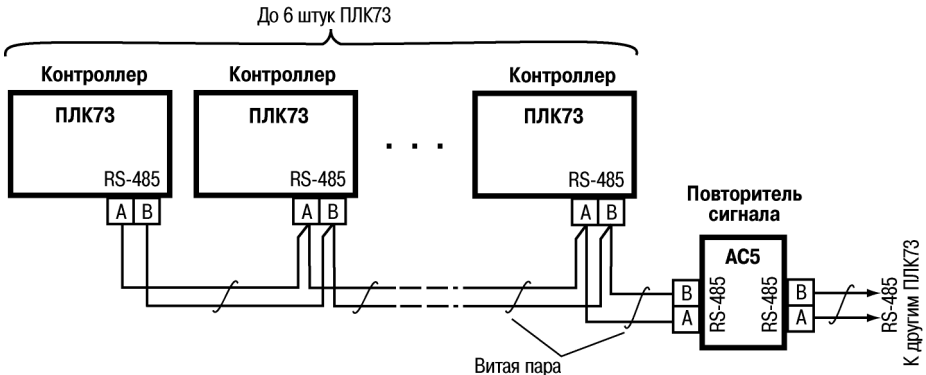 До 6 штук ПЛК73
Контроллер
Контроллер
Контроллер
ПЛК73
ПЛК73
ПЛК73
. . .
RS-485
RS-485
RS-485
A B
A B
A B
Повторитель
сигнала
АС5
B
A
RS-485
RS-485
B
A
К другим ПЛК73
RS-485
Витая пара